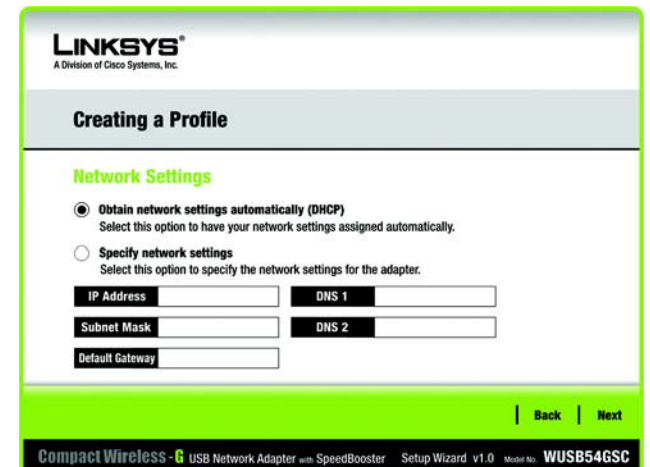 LINKSYS®
A Division of Cisco Systems, Inc.
Creating a Profile
Network Settings
Obtain network settings automatically (DHCP)
Select this option to have your network settings assigned automatically.
Specify network settings
Select this option to specify the network settings for the adapter.
IP Address DNS 1
Subnet Mask DNS 2
Default Gateway
Back Next
Compact Wireless-G USB Network Adapter with SpeedBooster Setup Wizard v1.0 Model No. WUSB54GSC